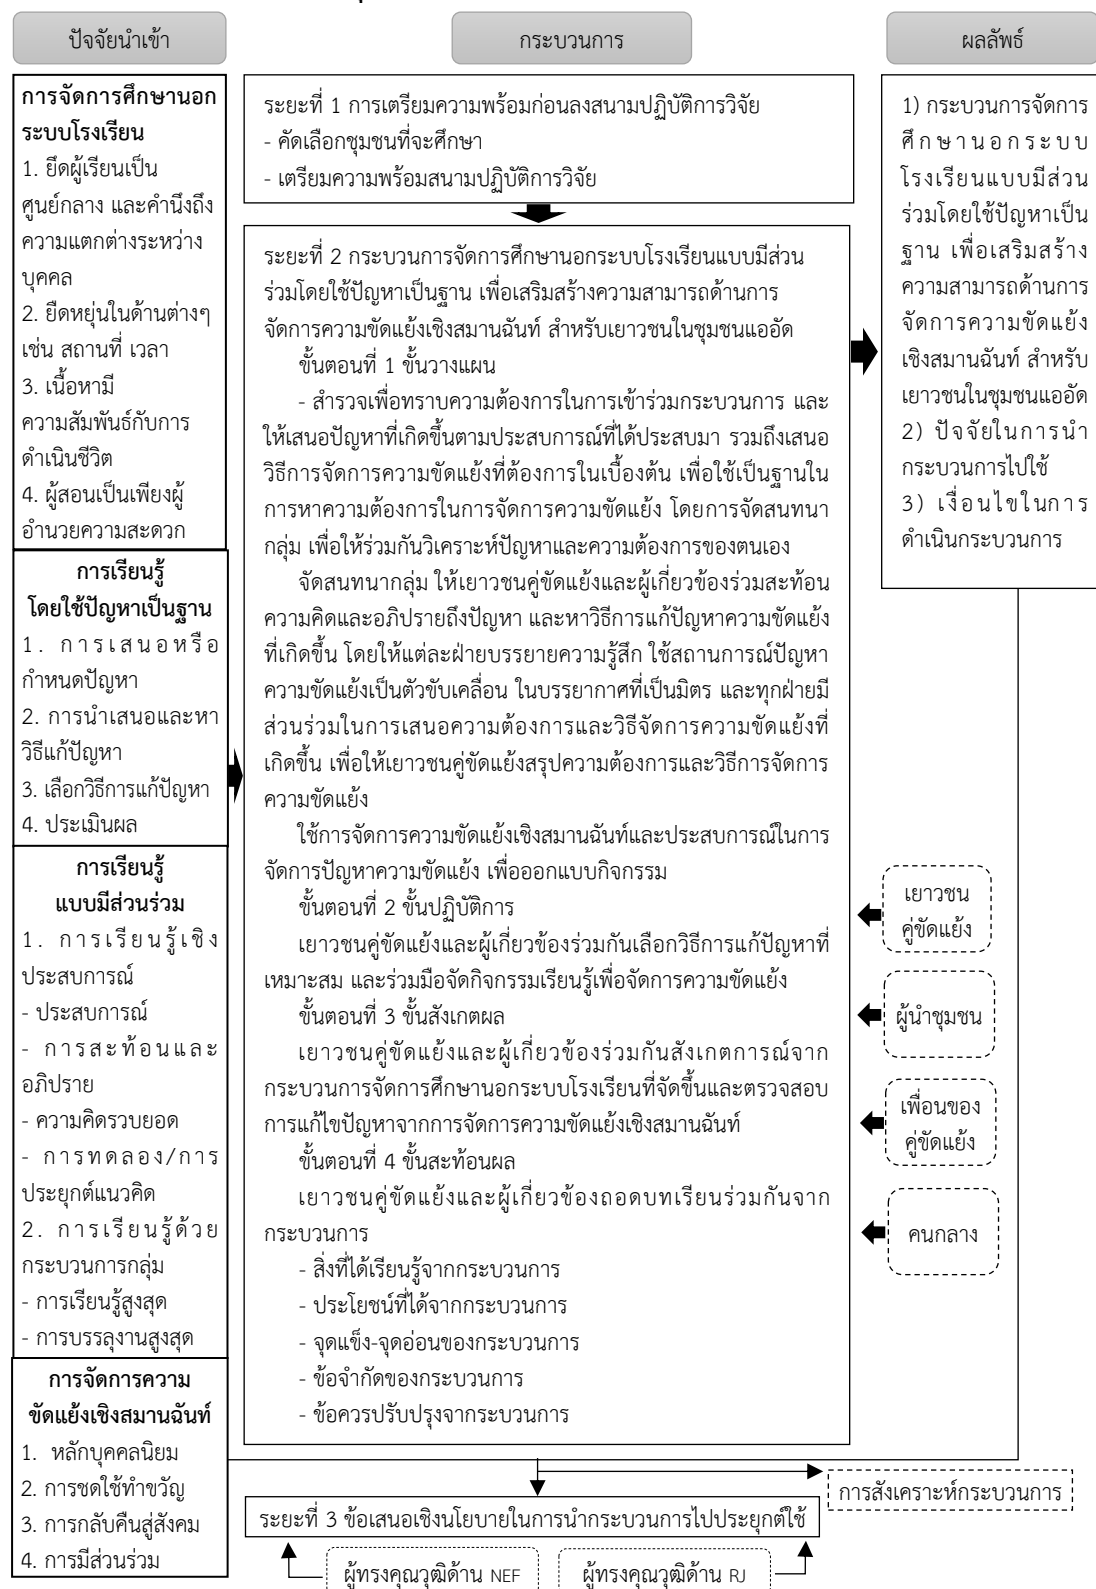 ปัจจัยนำเข้า
กระบวนการ
ผลลัพธ์
การจัดการศึกษานอก
ระบบโรงเรียน
1. ยึดผู้เรียนเป็น
ศูนย์กลาง และคำนึงถึง
ความแตกต่างระหว่าง
บุคคล
2. ยืดหยุ่นในด้านต่างๆ
เช่น สถานที่ เวลา
3. เนื้อหามี
ความสัมพันธ์กับการ
ดำเนินชีวิต
4. ผู้สอนเป็นเพียงผู้
อำนวยความสะดวก
การเรียนรู้
โดยใช้ปัญหาเป็นฐาน
1. การเสนอหรือ
กำหนดปัญหา
2. การนำเสนอและหา
วิธีแก้ปัญหา
3. เลือกวิธีการแก้ปัญหา
4. ประเมินผล
การเรียนรู้
แบบมีส่วนร่วม
1. การเรียนรู้เชิง
ประสบการณ์
- ประสบการณ์
- การสะท้อนและ
อภิปราย
- ความคิดรวบยอด
- การทดลอง/การ
ประยุกต์แนวคิด
2. การเรียนรู้ด้วย
กระบวนการกลุ่ม
- การเรียนรู้สูงสุด
- การบรรลุงานสูงสุด
การจัดการความ
ขัดแย้งเชิงสมานฉันท์
1. หลักบุคคลนิยม
2. การชดใช้ทำขวัญ
3. การกลับคืนสู่สังคม
4. การมีส่วนร่วม
ระยะที่ 1 การเตรียมความพร้อมก่อนลงสนามปฏิบัติการวิจัย
- คัดเลือกชุมชนที่จะศึกษา
- เตรียมความพร้อมสนามปฏิบัติการวิจัย
ระยะที่ 2 กระบวนการจัดการศึกษานอกระบบโรงเรียนแบบมีส่วน
ร่วมโดยใช้ปัญหาเป็นฐาน เพื่อเสริมสร้างความสามารถด้านการ
จัดการความขัดแย้งเชิงสมานฉันท์ สำหรับเยาวชนในชุมชนแออัด
ขั้นตอนที่ 1 ขั้นวางแผน
- สำรวจเพื่อทราบความต้องการในการเข้าร่วมกระบวนการ และ
ให้เสนอปัญหาที่เกิดขึ้นตามประสบการณ์ที่ได้ประสบมา รวมถึงเสนอ
วิธีการจัดการความขัดแย้งที่ต้องการในเบื้องต้น เพื่อใช้เป็นฐานใน
การหาความต้องการในการจัดการความขัดแย้ง โดยการจัดสนทนา
กลุ่ม เพื่อให้ร่วมกันวิเคราะห์ปัญหาและความต้องการของตนเอง
จัดสนทนากลุ่ม ให้เยาวชนคู่ขัดแย้งและผู้เกี่ยวข้องร่วมสะท้อน
ความคิดและอภิปรายถึงปัญหา และหาวิธีการแก้ปัญหาความขัดแย้ง
ที่เกิดขึ้น โดยให้แต่ละฝ่ายบรรยายความรู้สึก ใช้สถานการณ์ปัญหา
ความขัดแย้งเป็นตัวขับเคลื่อน ในบรรยากาศที่เป็นมิตร และทุกฝ่ายมี
ส่วนร่วมในการเสนอความต้องการและวิธีจัดการความขัดแย้งที่
เกิดขึ้น เพื่อให้เยาวชนคู่ขัดแย้งสรุปความต้องการและวิธีการจัดการ
ความขัดแย้ง
ใช้การจัดการความขัดแย้งเชิงสมานฉันท์และประสบการณ์ในการ
จัดการปัญหาความขัดแย้ง เพื่อออกแบบกิจกรรม
ขั้นตอนที่ 2 ขั้นปฏิบัติการ
เยาวชนคู่ขัดแย้งและผู้เกี่ยวข้องร่วมกันเลือกวิธีการแก้ปัญหาที่
เหมาะสม และร่วมมือจัดกิจกรรมเรียนรู้เพื่อจัดการความขัดแย้ง
ขั้นตอนที่ 3 ขั้นสังเกตผล
เยาวชนคู่ขัดแย้งและผู้เกี่ยวข้องร่วมกันสังเกตการณ์จาก
กระบวนการจัดการศึกษานอกระบบโรงเรียนที่จัดขึ้นและตรวจสอบ
การแก้ไขปัญหาจากการจัดการความขัดแย้งเชิงสมานฉันท์
ขั้นตอนที่ 4 ขั้นสะท้อนผล
เยาวชนคู่ขัดแย้งและผู้เกี่ยวข้องถอดบทเรียนร่วมกันจาก
กระบวนการ
- สิ่งที่ได้เรียนรู้จากกระบวนการ
- ประโยชน์ที่ได้จากกระบวนการ
- จุดแข็ง-จุดอ่อนของกระบวนการ
- ข้อจำกัดของกระบวนการ
- ข้อควรปรับปรุงจากกระบวนการ
1) กระบวนการจัดการ
ศึกษานอกระบบ
โรงเรียนแบบมีส่วน
ร่วมโดยใช้ปัญหาเป็น
ฐาน เพื่อเสริมสร้าง
ความสามารถด้านการ
จัดการความขัดแย้ง
เชิงสมานฉันท์ สำหรับ
เยาวชนในชุมชนแออัด
2) ปัจจัยในการนำ
กระบวนการไปใช้
3) เงื่อนไขในการ
ดำเนินกระบวนการ
เยาวชน
คู่ขัดแย้ง
ผู้นำชุมชน
เพื่อนของ
คู่ขัดแย้ง
คนกลาง
การสังเคราะห์กระบวนการ
ระยะที่ 3 ข้อเสนอเชิงนโยบายในการนำกระบวนการไปประยุกต์ใช้
ผู้ทรงคุณวุฒิด้าน NEF
ผู้ทรงคุณวุฒิด้าน RJ